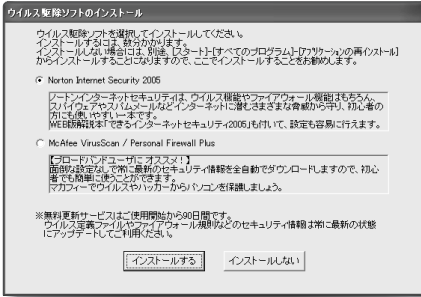 ウイルス駆除ソフトのインストール
ウイルス駆除ソフトを選択してインストールしてください。
インストールするには、数分かかります。
インストールしない場合には、別途、[スタート]-[すべてのプログラム]-[アプリケーションの再インストール]
からインストールすることになりますので、ここでインストールすることをお勧めします。
Norton Internet Security 2005
ノートンインターネットセキュリティは、ウイルス機能やファイアウォール機能はもちろん、
スパイウェアやスパムメールなどインターネットに潜むさまざまな脅威から守り、初心者の
方にも使いやすい一本です。
WEB版解説本「できるインターネットセキュリティ2005」も付いて、設定も容易に行えます。
McAfee VirusScan / Personal Firewall Plus
【ブロードバンドユーザに オススメ！】
面倒な設定なしで常に最新のセキュリティ情報を全自動でダウンロードしますので、初心
者でも簡単に使うことができます。
マカフィーでウイルスやハッカーからパソコンを保護しましょう。
※無料更新サービスはご使用開始から90日間です。
ウイルス定義ファイルやファイアウォール規則などのセキュリティ情報は常に最新の状態
にアップデートしてご利用ください。
インストールする
インストールしない